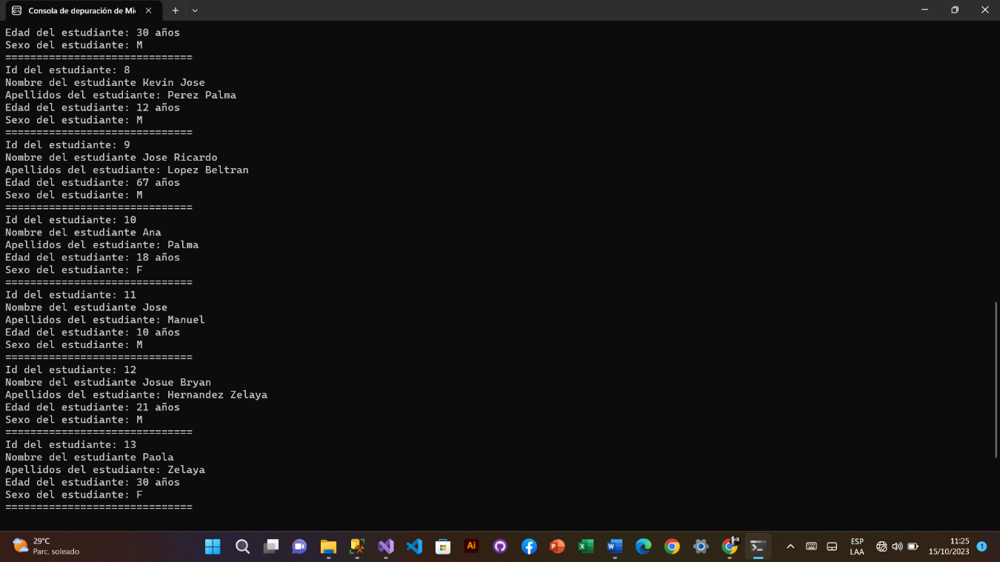 Consola de depuración de Mi
Edad del estudiante: 30 años
Sexo del estudiante: M
==============================
Id del estudiante: 8
Nombre del estudiante Kevin Jose
Apellidos del estudiante: Perez Palma
Edad del estudiante: 12 años
Sexo del estudiante: M
==============================
Id del estudiante: 9
Nombre del estudiante Jose Ricardo
Apellidos del estudiante: Lopez Beltran
Edad del estudiante: 67 años
Sexo del estudiante: M
==============================
Id del estudiante: 10
Nombre del estudiante Ana
Apellidos del estudiante: Palma
Edad del estudiante: 18 años
Sexo del estudiante: F
==============================
Id del estudiante: 11
Nombre del estudiante Jose
Apellidos del estudiante: Manuel
Edad del estudiante: 10 años
Sexo del estudiante: M
==============================
Id del estudiante: 12
Nombre del estudiante Josue Bryan
Apellidos del estudiante: Hernandez Zelaya
Edad del estudiante: 21 años
Sexo del estudiante: M
==============================
Id del estudiante: 13
Nombre del estudiante Paola
Apellidos del estudiante: Zelaya
Edad del estudiante: 30 años
Sexo del estudiante: F
==============================
29°C
Parc. soleado
Ai
ESP
LAA
11:25
15/10/2023
1